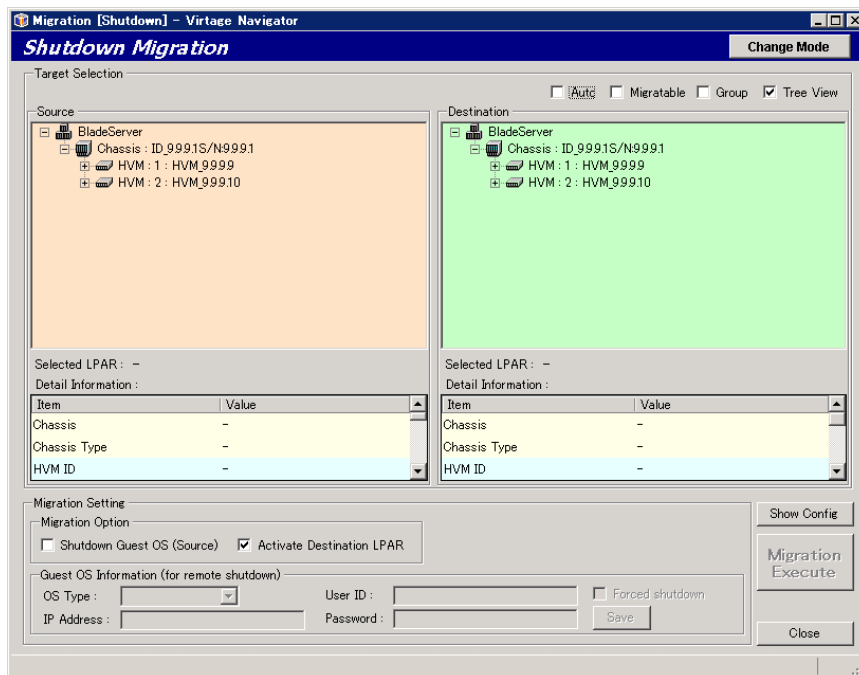 Migration [Shutdown] - Virtage Navigator
Shutdown Migration
Change Mode
Target Selection
Auto Migratable Group Tree View
Source
BladeServer
Chassis : ID_9.9.9.1S/N:9.9.9.1
HVM : 1 : HVM_9.9.9.9
HVM : 2 : HVM_9.9.9.10
Selected LPAR : -
Detail Information :
Item Value
Chassis -
Chassis Type -
HVM ID -
Destination
BladeServer
Chassis : ID_9.9.9.1S/N:9.9.9.1
HVM : 1 : HVM_9.9.9.9
HVM : 2 : HVM_9.9.9.10
Selected LPAR : -
Detail Information :
Item Value
Chassis -
Chassis Type -
HVM ID -
Migration Setting
Migration Option
Shutdown Guest OS (Source) Activate Destination LPAR
Guest OS Information (for remote shutdown)
OS Type : User ID : Forced shutdown
IP Address : Password : Save
Show Config
Migration
Execute
Close